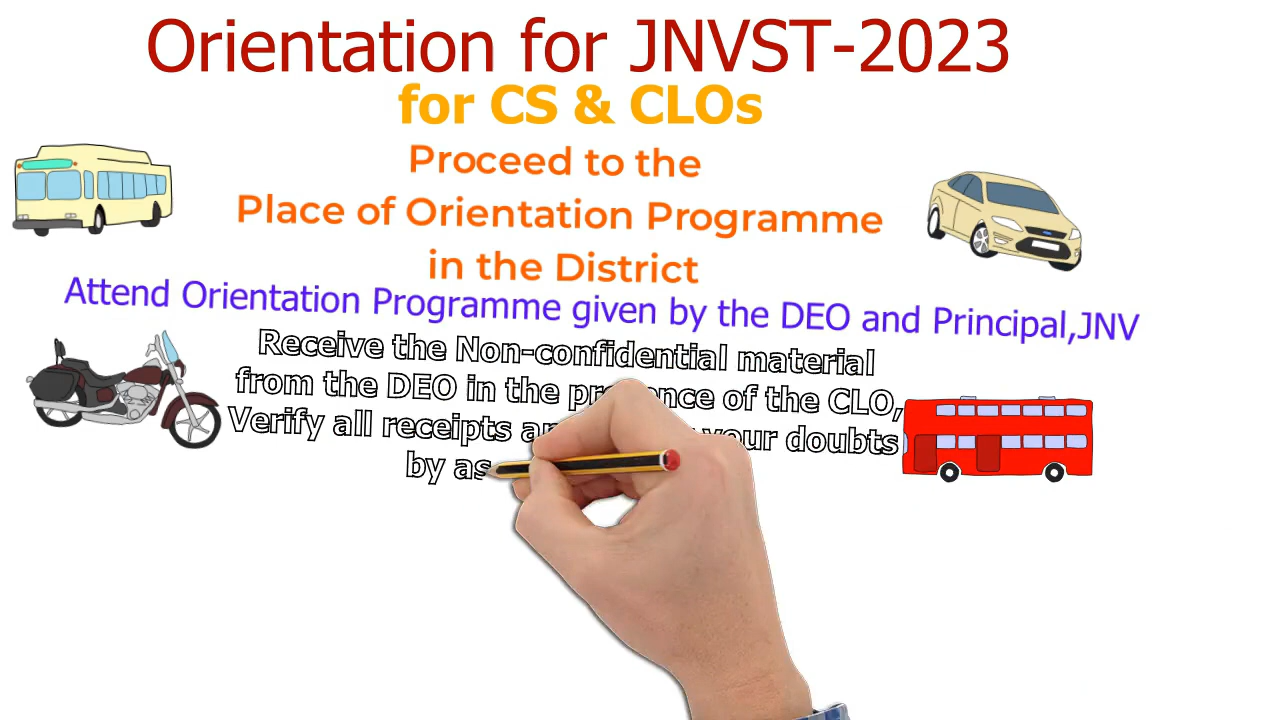 Orientation for JNVST-2023
for CS & CLOs
Proceed to the
Place of Orientation Programme
in the District
Attend Orientation Programme given by the DEO and Principal,JNV
Receive the Non-confidential material
from the DEO in the presence of the CLO,
Verify all receipts your doubts
by as